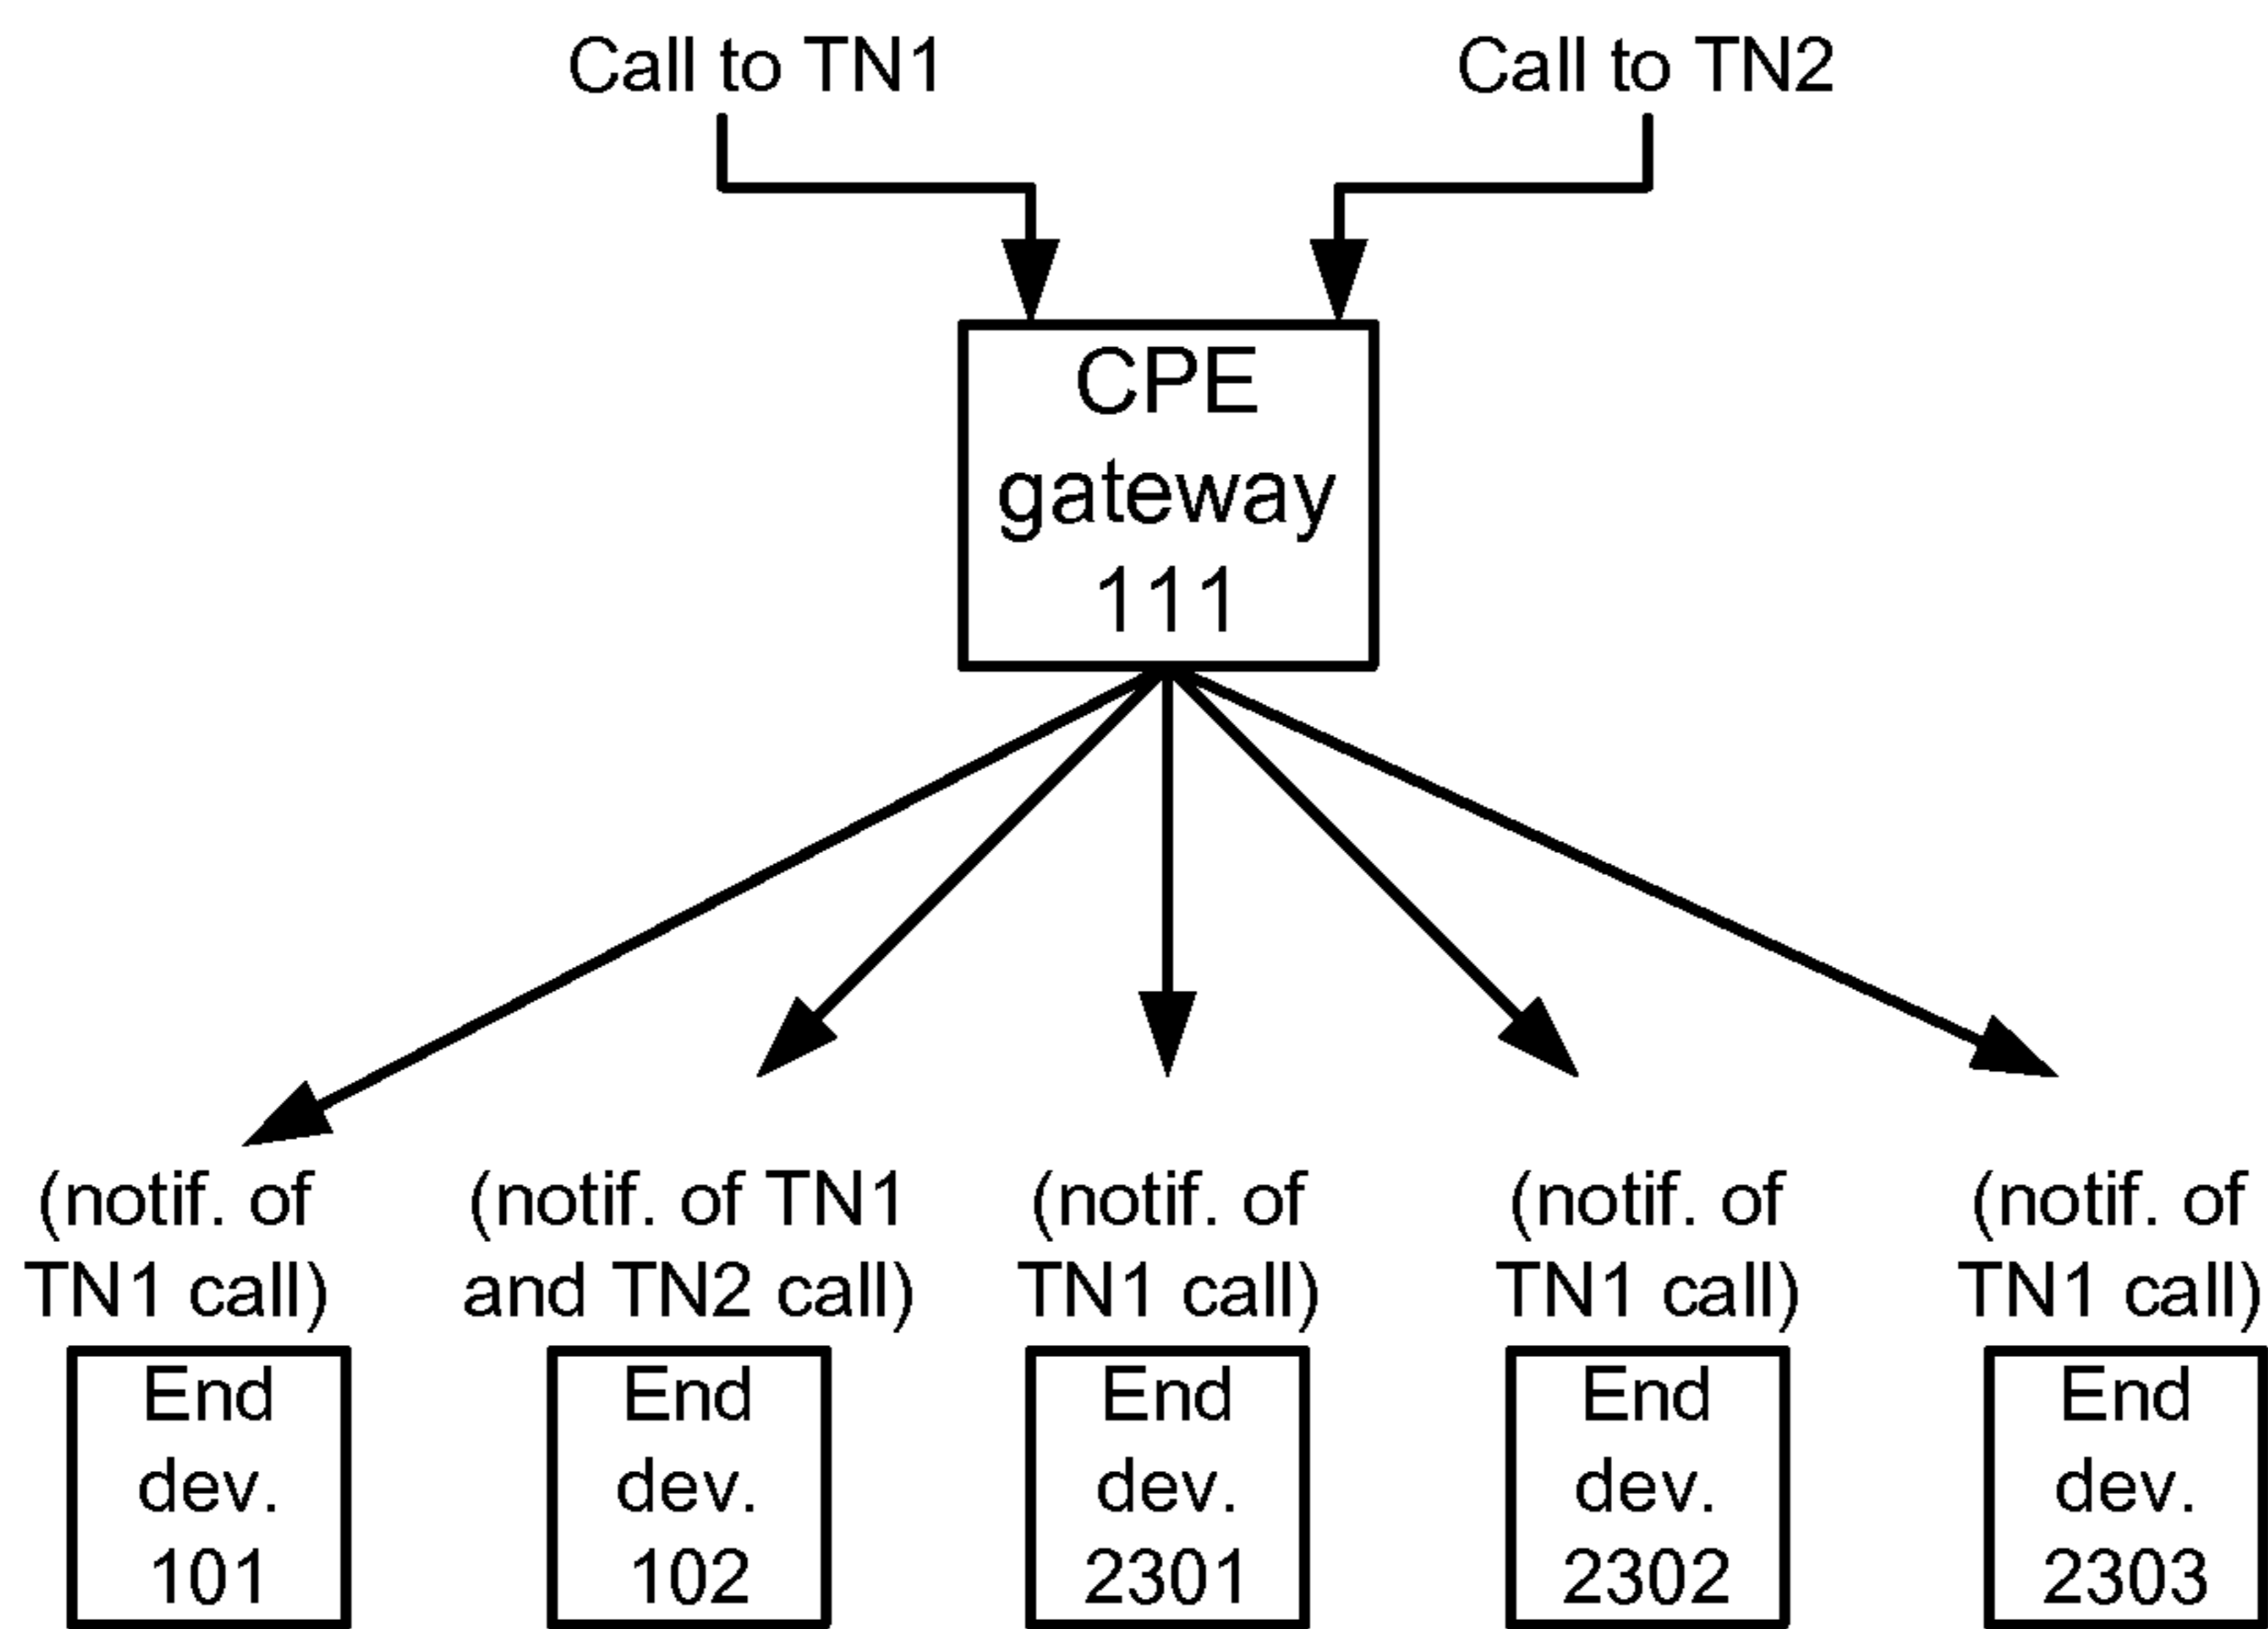 Call to TN1
Call to TN2
CPE
gateway
111
(notif. of
TN1 call)
(notif. of TN1
and TN2 call)
(notif. of
TN1 call)
(notif. of
TN1 call)
(notif. of
TN1 call)
End
dev.
101
End
dev.
102
End
dev.
2301
End
dev.
2302
End
dev.
2303